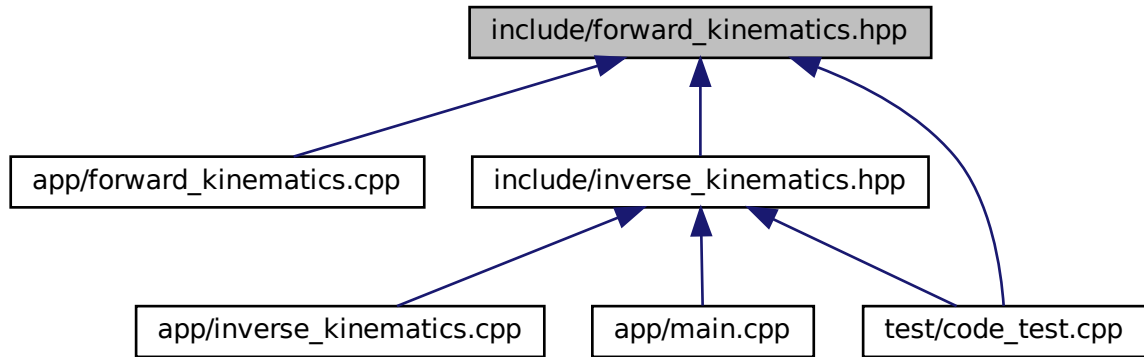 include/forward_kinematics.hpp
app/forward_kinematics.cpp
include/inverse_kinematics.hpp
app/inverse_kinematics.cpp
app/main.cpp
test/code_test.cpp